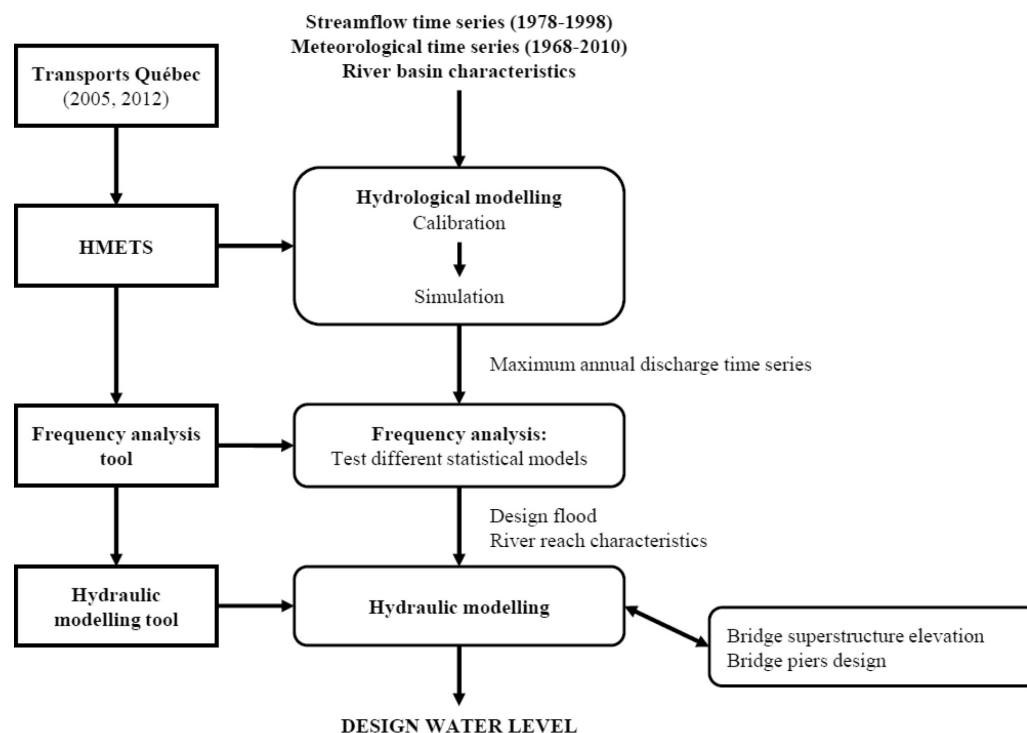 Streamflow time series (1978-1998)
Meteorological time series (1968-2010)
River basin characteristics
Transports Québec
(2005, 2012)
Hydrological modelling
Calibration
Simulation
HMETS
Maximum annual discharge time series
Frequency analysis
tool
Frequency analysis:
Test different statistical models
Design flood
River reach characteristics
Hydraulic
modelling tool
Hydraulic modelling
Bridge superstructure elevation
Bridge piers design
DESIGN WATER LEVEL